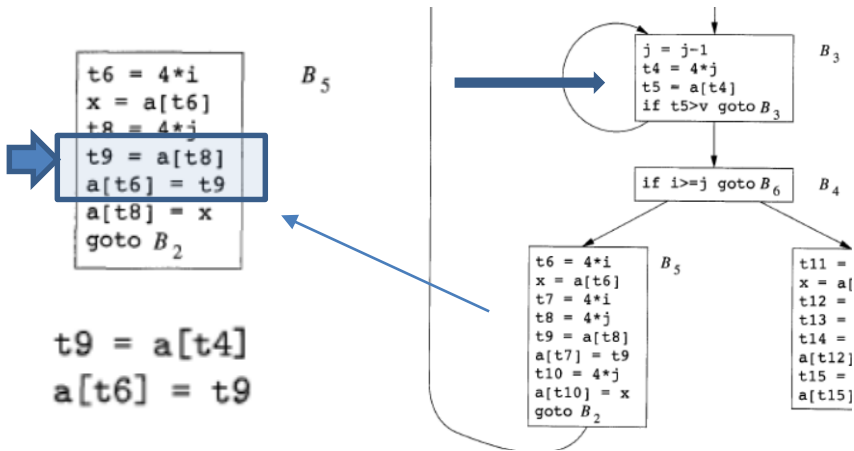 t6 = 4*i
x = a[t6]
t8 = 4*j
t9 = a[t8]
a[t6] = t9
a[t8] = x
goto B2
B5
t9 = a[t4]
a[t6] = t9
j = j-1
t4 = 4*j
t5 = a[t4]
if t5>v goto B3
B3
if i>=j goto B6
B4
t6 = 4*i
x = a[t6]
t7 = 4*i
t8 = 4*j
t9 = a[t8]
a[t7] = t9
t10 = 4*j
a[t10] = x
goto B2
B5
t11 =
x = a[
t12 =
t13 =
t14 =
a[t12]
t15 =
a[t15]